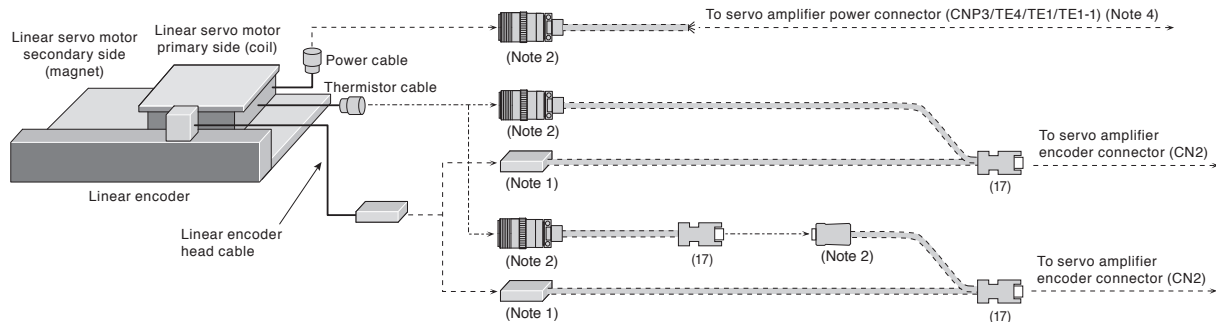 Linear servo motor
secondary side
(magnet)
Linear servo motor
primary side (coil)
Power cable
Thermistor cable
Linear encoder
Linear encoder
head cable
(Note 2)
To servo amplifier power connector (CNP3/TE4/TE1/TE1-1) (Note 4)
(Note 2)
(Note 1)
(17)
To servo amplifier
encoder connector (CN2)
(Note 2)
(17)
(Note 2)
(Note 1)
(17)
To servo amplifier
encoder connector (CN2)